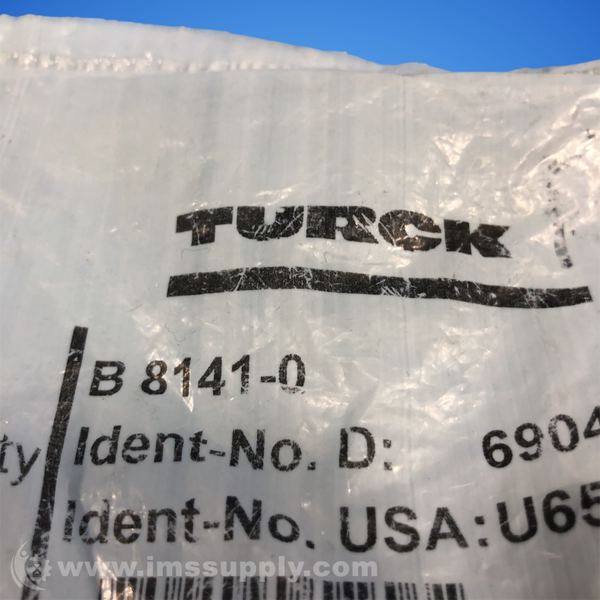 TURCK
B 8141-0
ty Ident-No. D: 6904
Ident-No. USA: U65
www.imssupply.com